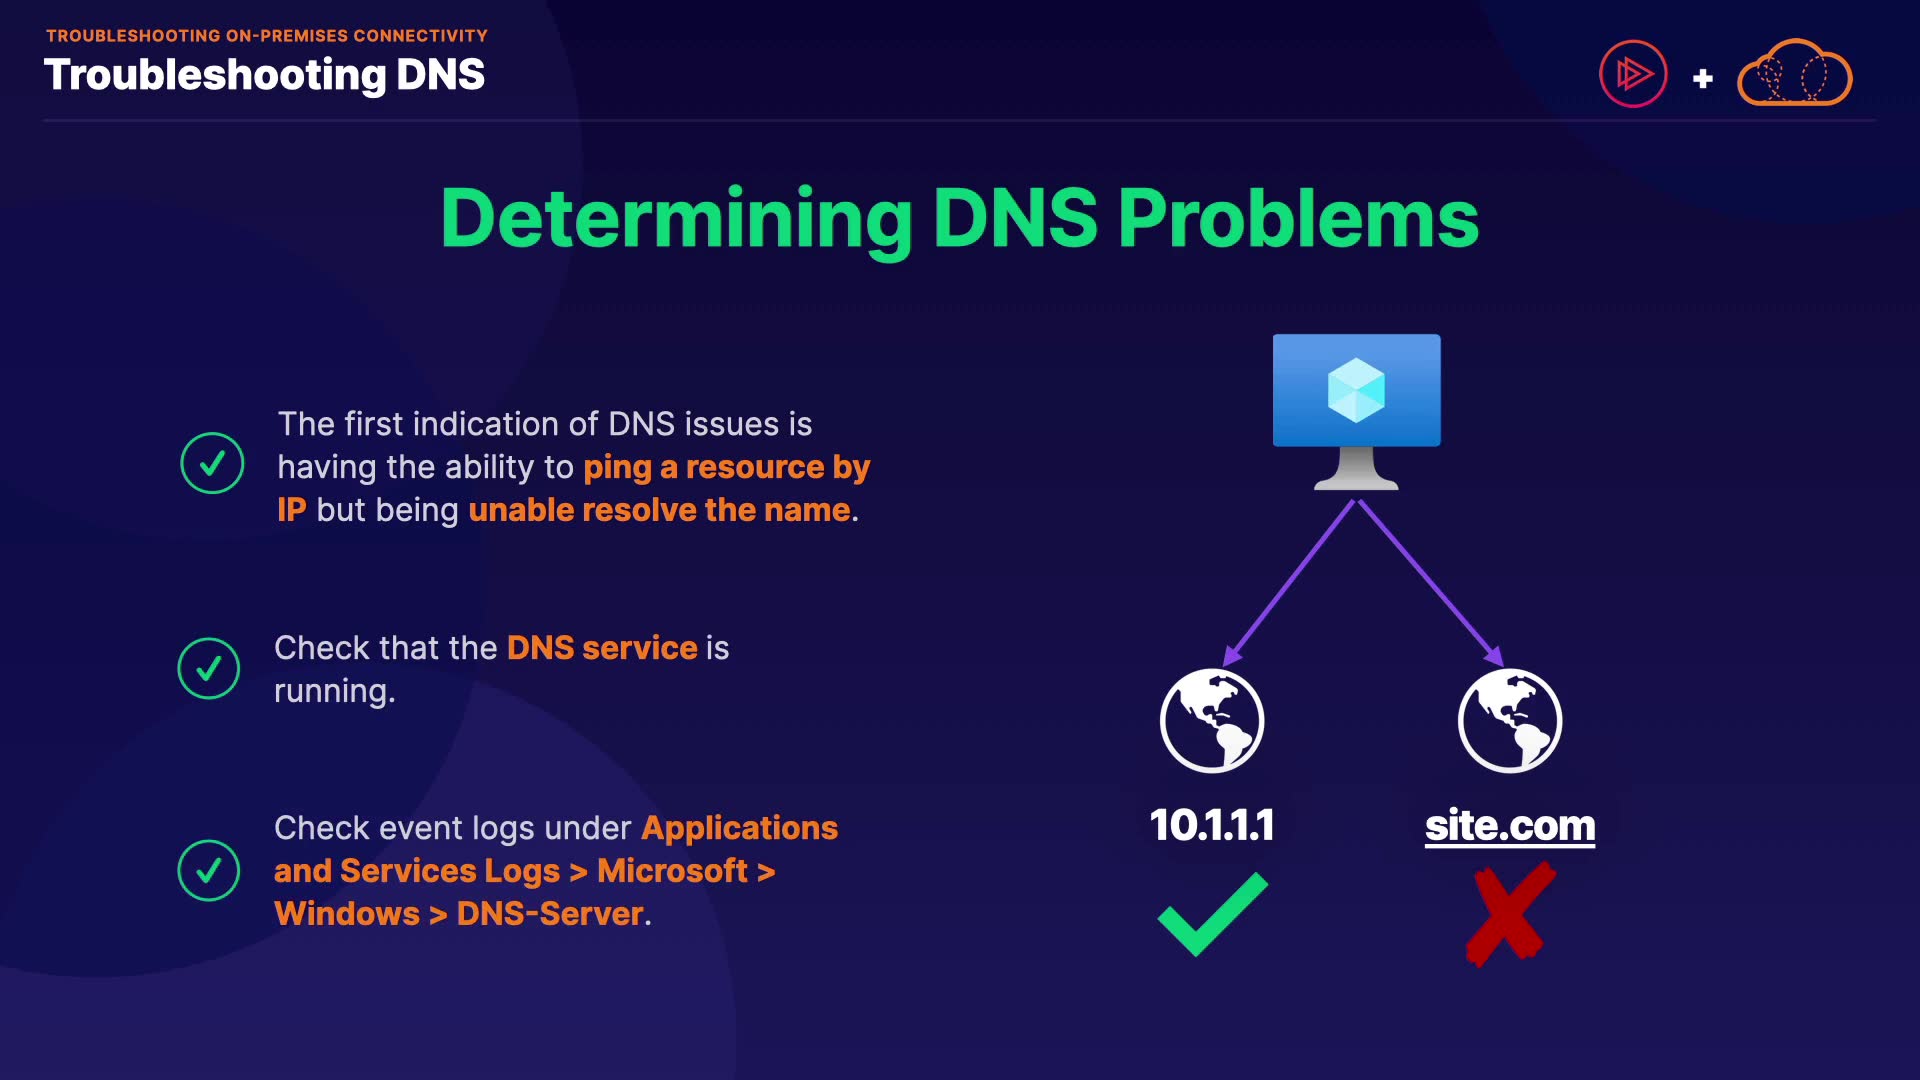 TROUBLESHOOTING ON-PREMISES CONNECTIVITY
Troubleshooting DNS
+
Determining DNS Problems
The first indication of DNS issues is
having the ability to ping a resource by
IP but being unable resolve the name.
Check that the DNS service is
running.
Check event logs under Applications
and Services Logs > Microsoft >
Windows > DNS-Server.
10.1.1.1
site.com